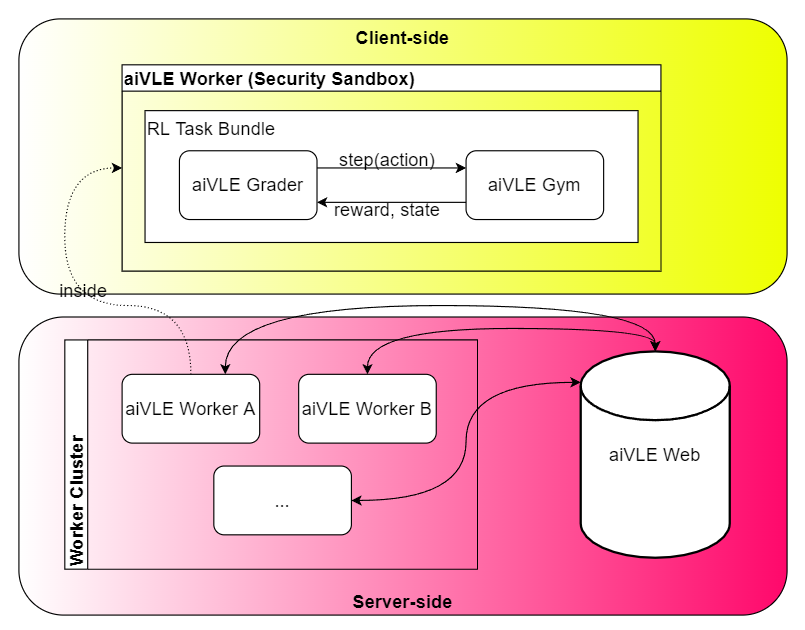 Client-side
aiVLE Worker (Security Sandbox)
RL Task Bundle
aiVLE Grader
step(action)
reward, state
aiVLE Gym
inside
Worker Cluster
aiVLE Worker A
aiVLE Worker B
...
aiVLE Web
Server-side